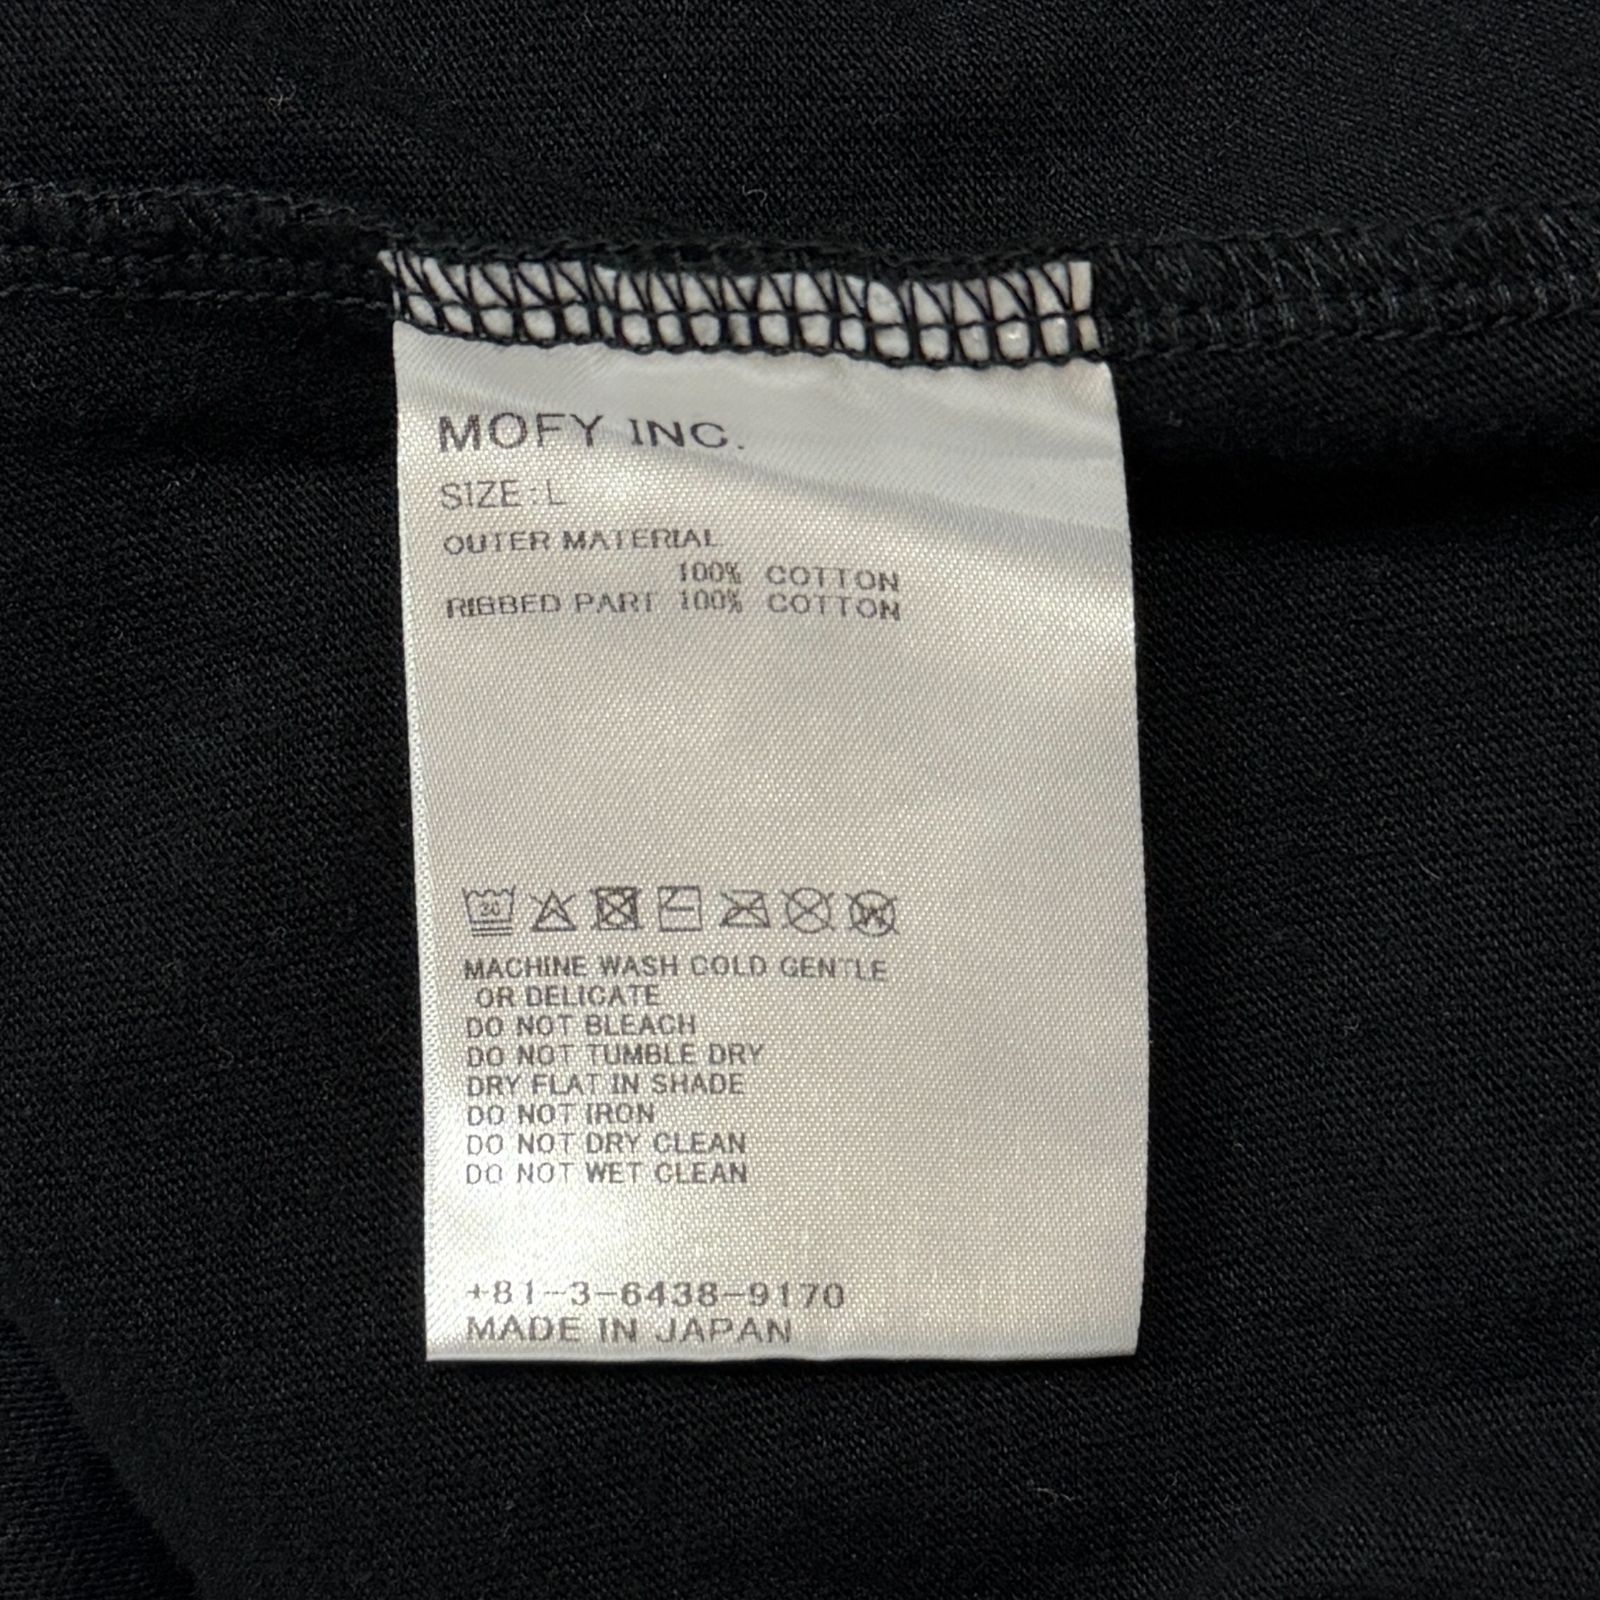 MOFY INC.
SIZE:L
OUTER MATERIAL
100% COTTON
RIBBED PART 100% COTTON
30
W
MACHINE WASH COLD GENTLE
OR DELICATE
DO NOT BLEACH
DO NOT TUMBLE DRY
DRY FLAT IN SHADE
DO NOT IRON
DO NOT DRY CLEAN
DO NOT WET CLEAN
+81-3-6438-9170
MADE IN JAPAN